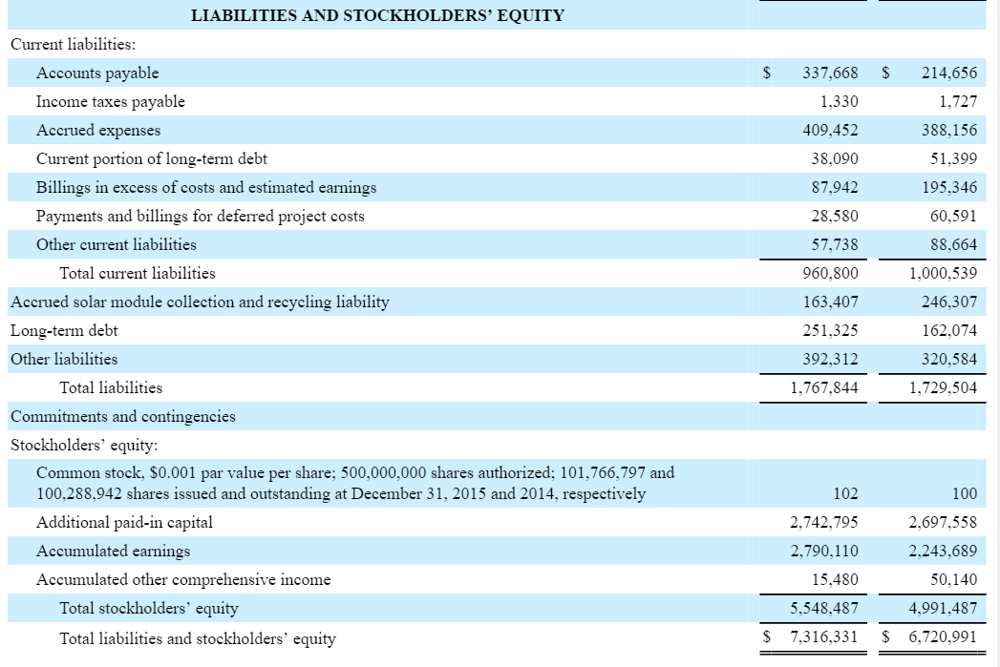 LIABILITIES AND STOCKHOLDERS’ EQUITY
Current liabilities:
Accounts payable $ 337,668 $ 214,656
Income taxes payable 1,330 1,727
Accrued expenses 409,452 388,156
Current portion of long-term debt 38,090 51,399
Billings in excess of costs and estimated earnings 87,942 195,346
Payments and billings for deferred project costs 28,580 60,591
Other current liabilities 57,738 88,664
Total current liabilities 960,800 1,000,539
Accrued solar module collection and recycling liability 163,407 246,307
Long-term debt 251,325 162,074
Other liabilities 392,312 320,584
Total liabilities 1,767,844 1,729,504
Commitments and contingencies
Stockholders’ equity:
Common stock, $0.001 par value per share; 500,000,000 shares authorized; 101,766,797 and
100,288,942 shares issued and outstanding at December 31, 2015 and 2014, respectively 102 100
Additional paid-in capital 2,742,795 2,697,558
Accumulated earnings 2,790,110 2,243,689
Accumulated other comprehensive income 15,480 50,140
Total stockholders’ equity 5,548,487 4,991,487
Total liabilities and stockholders’ equity $ 7,316,331 $ 6,720,991